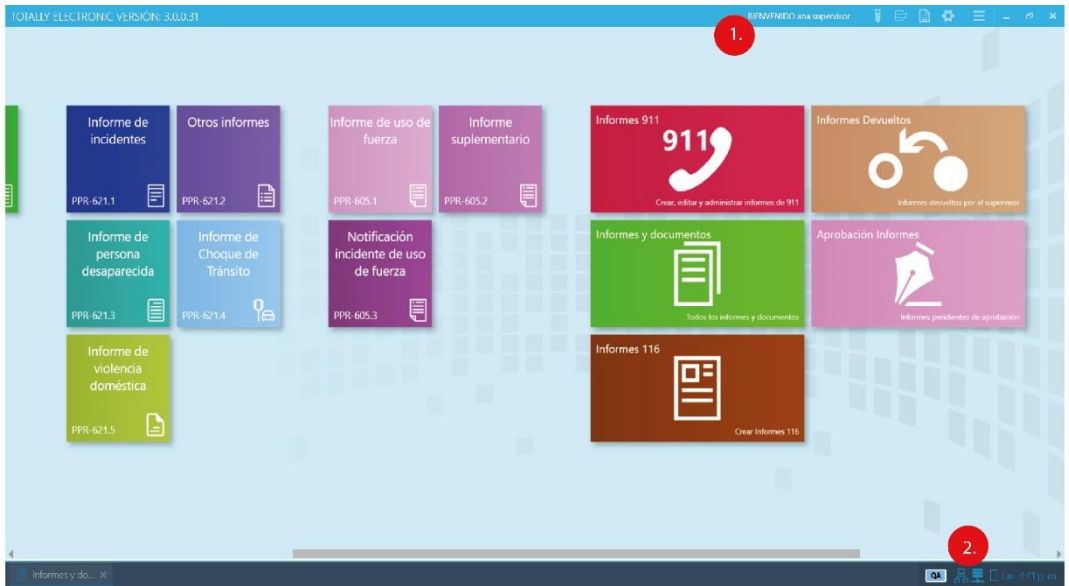 TOTALLY ELECTRONIC VERSIÓN: 3.0.0.31
BIENVENIDO ana supervisor
1.
Informe de
incidentes
PPR-621.1
Otros informes
PPR-621.2
Informe de uso de
fuerza
PPR-605.1
Informe
suplementario
PPR-605.2
Informes 911
911
Crear, editar y administrar informes de 911
Informes Devueltos
Informes devueltos por el supervisor
Informe de
persona
desaparecida
PPR-621.3
Informe de
Choque de
Tránsito
PPR-621.4
Notificación
incidente de uso
de fuerza
PPR-605.3
Informes y documentos
Todos los informes y documentos
Aprobación Informes
Informes pendientes de aprobación
Informe de
violencia
doméstica
PPR-621.5
Informes 116
Crear Informes 116
2.
Informes y do...
QA
lun. 4:41 p. m.